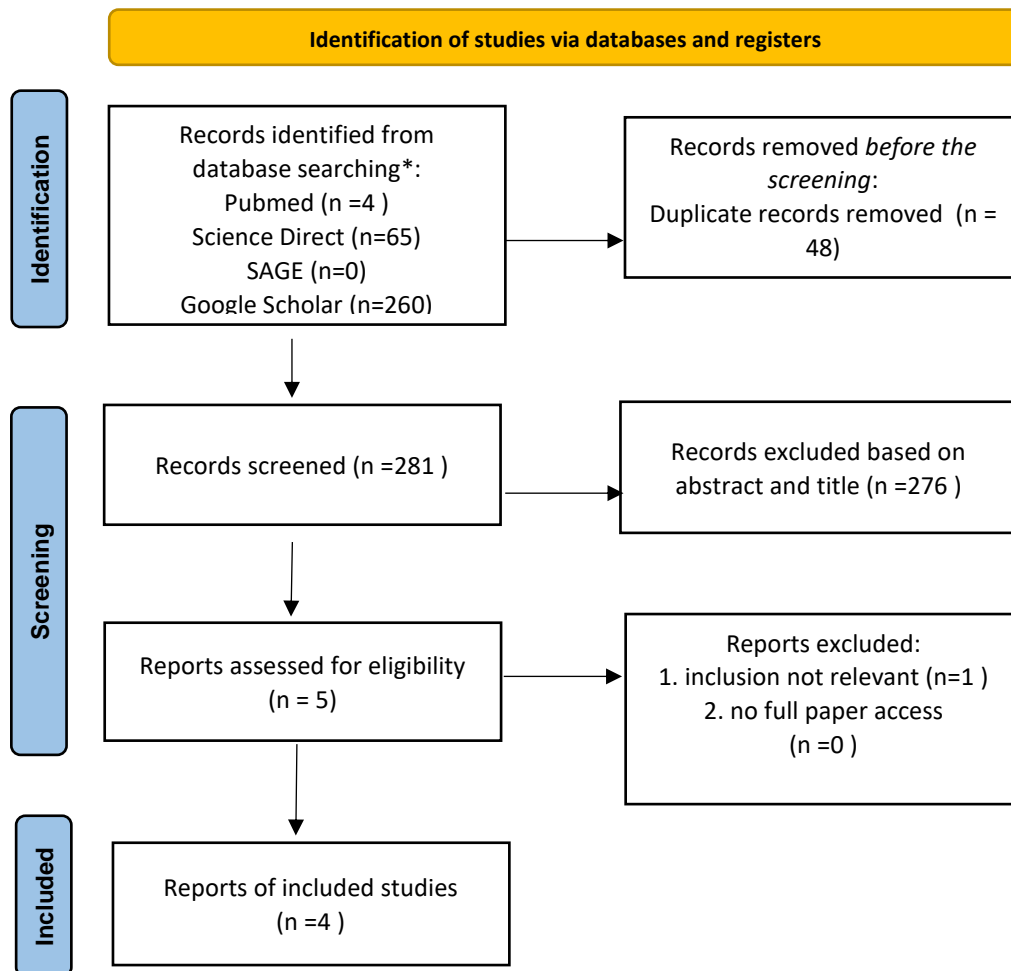 Identification of studies via databases and registers
Identification
Records identified from
database searching*:
Pubmed (n =4 )
Science Direct (n=65)
SAGE (n=0)
Google Scholar (n=260)
Records removed before the
screening:
Duplicate records removed (n =
48)
Screening
Records screened (n =281 )
Records excluded based on
abstract and title (n =276 )
Reports assessed for eligibility
(n = 5)
Reports excluded:
1. inclusion not relevant (n=1 )
2. no full paper access
(n =0 )
Included
Reports of included studies
(n =4 )